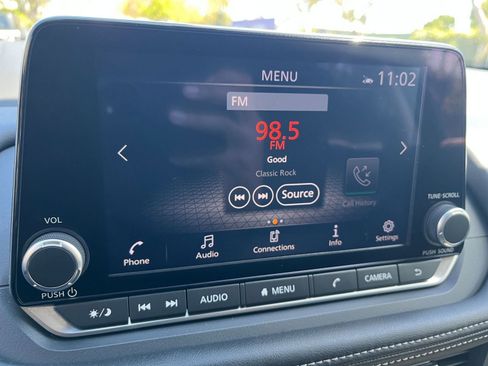 MENU
11:02
FM
98.5
FM
Good
Classic Rock
Source
Call History
Phone
Audio
Connections
Info
Settings
VOL
PUSH
TUNE·SCROLL
PUSH SOUND
AUDIO
MENU
CAMERA